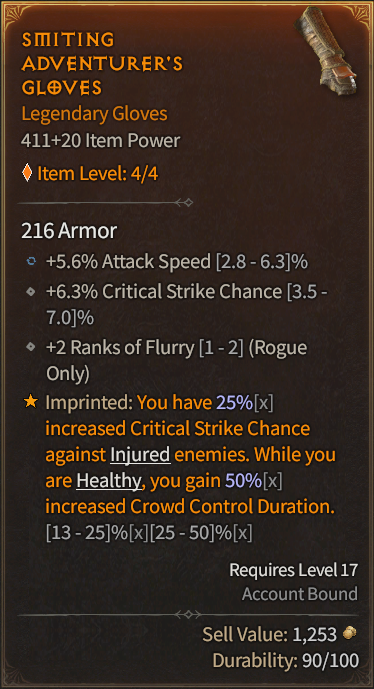 SMITING
ADVENTURER'S
GLOVES
Legendary Gloves
411+20 Item Power
Item Level: 4/4
216 Armor
+5.6% Attack Speed [2.8 - 6.3]%
+6.3% Critical Strike Chance [3.5 -
7.0]%
+2 Ranks of Flurry [1 - 2] (Rogue
Only)
Imprinted: You have 25%[x]
increased Critical Strike Chance
against Injured enemies. While you
are Healthy, you gain 50%[x]
increased Crowd Control Duration.
[13 - 25]%[x][25 - 50]%[x]
Requires Level 17
Account Bound
Sell Value: 1,253
Durability: 90/100